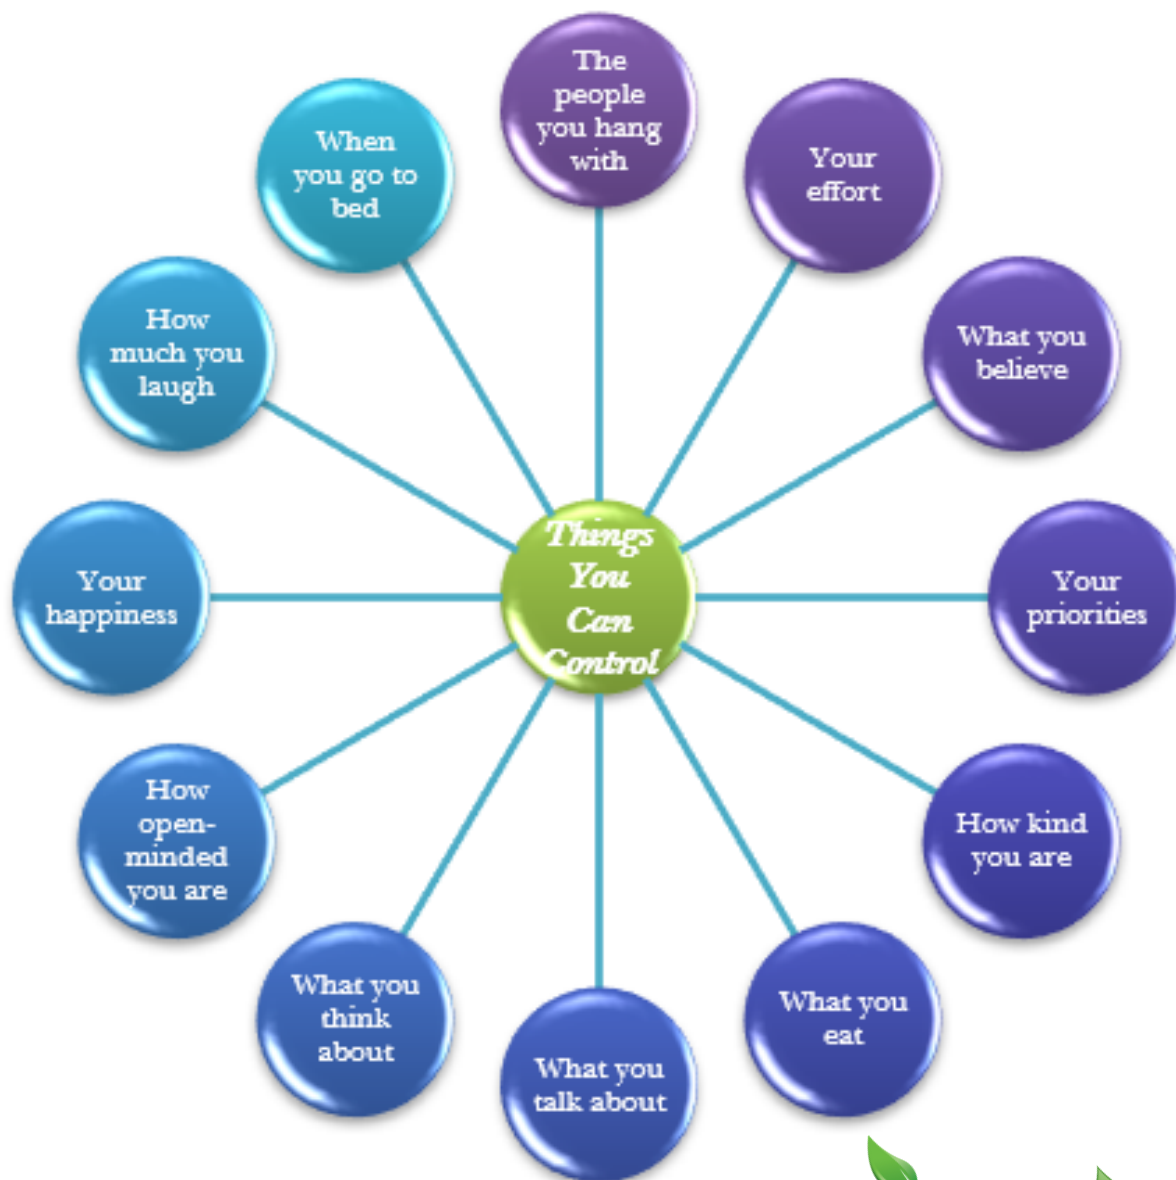 The
people
you hang
with
Your
effort
What you
believe
Your
priorities
How kind
you are
What you
eat
What you
talk about
What you
think
about
How
open-
minded
you are
Your
happiness
How
much you
laugh
When
you go to
bed
Things
You
Can
Control